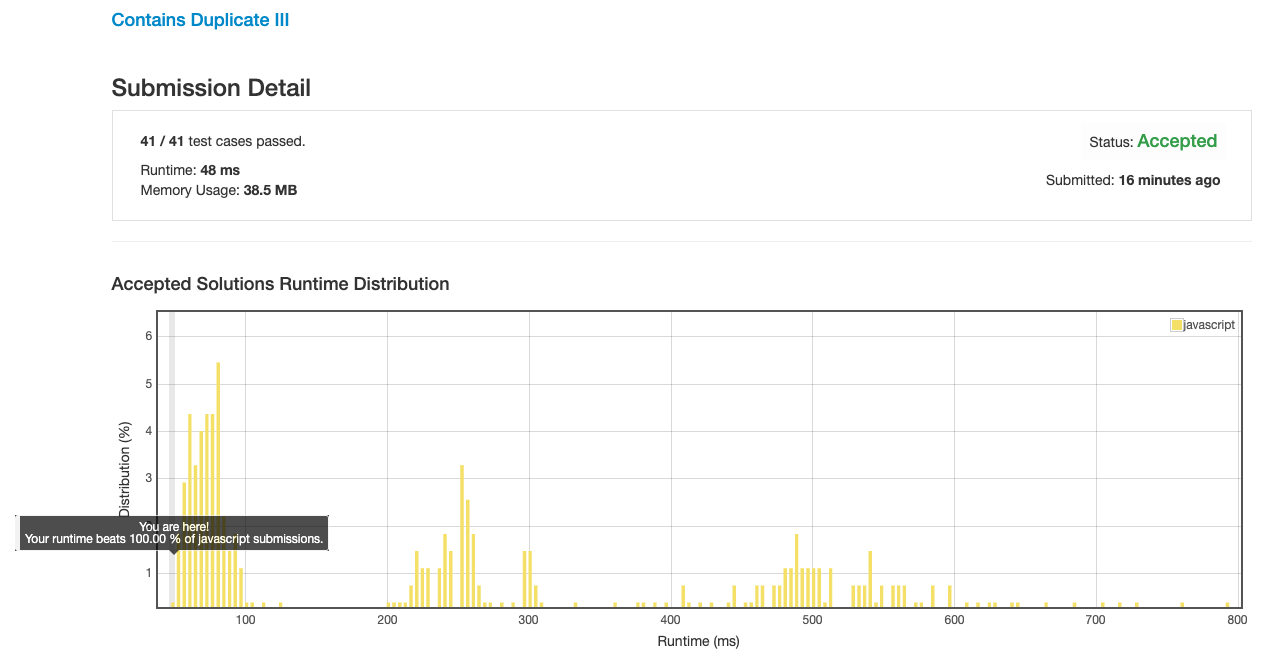 Contains Duplicate III
Submission Detail
41 / 41 test cases passed.
Status: Accepted
Runtime: 48 ms
Memory Usage: 38.5 MB
Submitted: 16 minutes ago
Accepted Solutions Runtime Distribution
javascript
6
5
4
3
1
Distribution (%)
You are here!
Your runtime beats 100.00 % of javascript submissions.
100
200
300
400
500
600
700
800
Runtime (ms)